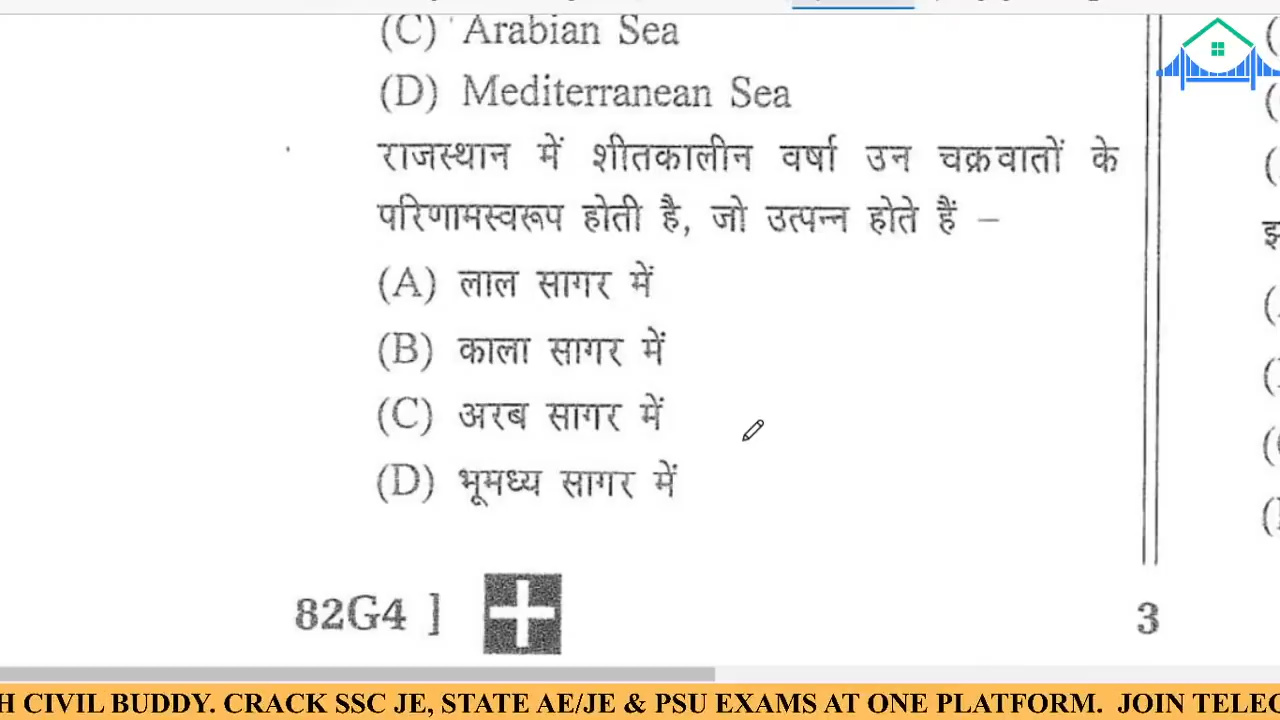 (C) Arabian Sea
(D) Mediterranean Sea
राजस्थान में शीतकालीन वर्षा उन चक्रवातों के
परिणामस्वरूप होती है, जो उत्पन्न होते हैं –
(A) लाल सागर में
(B) काला सागर में
(C) अरब सागर में
(D) भूमध्य सागर में
82G4 ]
3
H CIVIL BUDDY. CRACK SSC JE, STATE AE/JE & PSU EXAMS AT ONE PLATFORM. JOIN TELEG